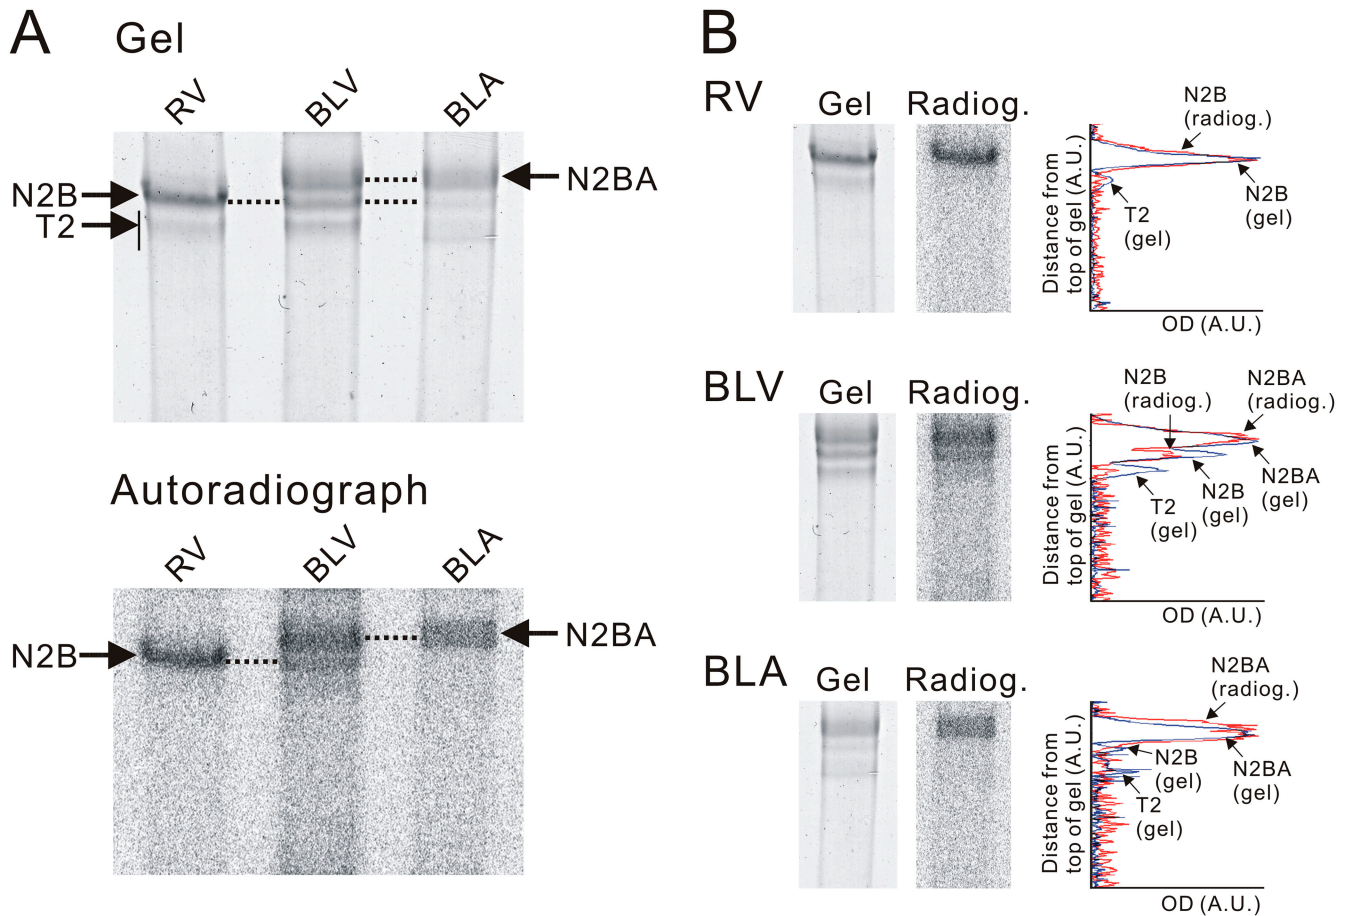 A
Gel
RV
BLV
BLA
N2B
T2
N2BA
Autoradiograph
RV
BLV
BLA
N2B
N2BA
B
RV
Gel
Radiog.
Distance from
top of gel (A.U.)
N2B
(radiog.)
N2B
(gel)
T2
(gel)
OD (A.U.)
BLV
Gel
Radiog.
Distance from
top of gel (A.U.)
N2B
(radiog.)
N2BA
(radiog.)
N2BA
(gel)
N2B
(gel)
T2
(gel)
OD (A.U.)
BLA
Gel
Radiog.
Distance from
top of gel (A.U.)
N2BA
(radiog.)
N2B
(gel)
N2BA
(gel)
T2
(gel)
OD (A.U.)